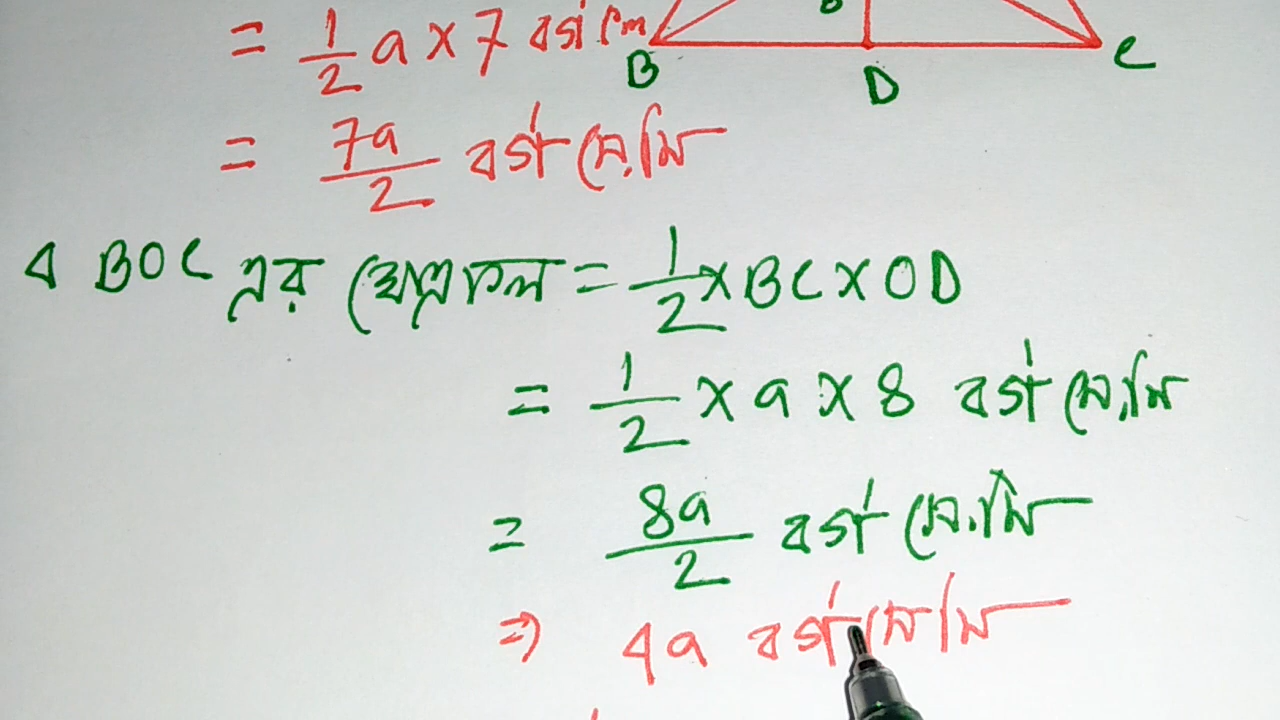 = 1/2 a × 7 বর্গ cm
B D C
= 7a/2 বর্গ সে.মি
Δ BOC এর ক্ষেত্রফল = 1/2 × BC × OD
= 1/2 × a × 8 বর্গ সে.মি
= 8a/2 বর্গ সে.মি
⇒ 4a বর্গ সে.মি